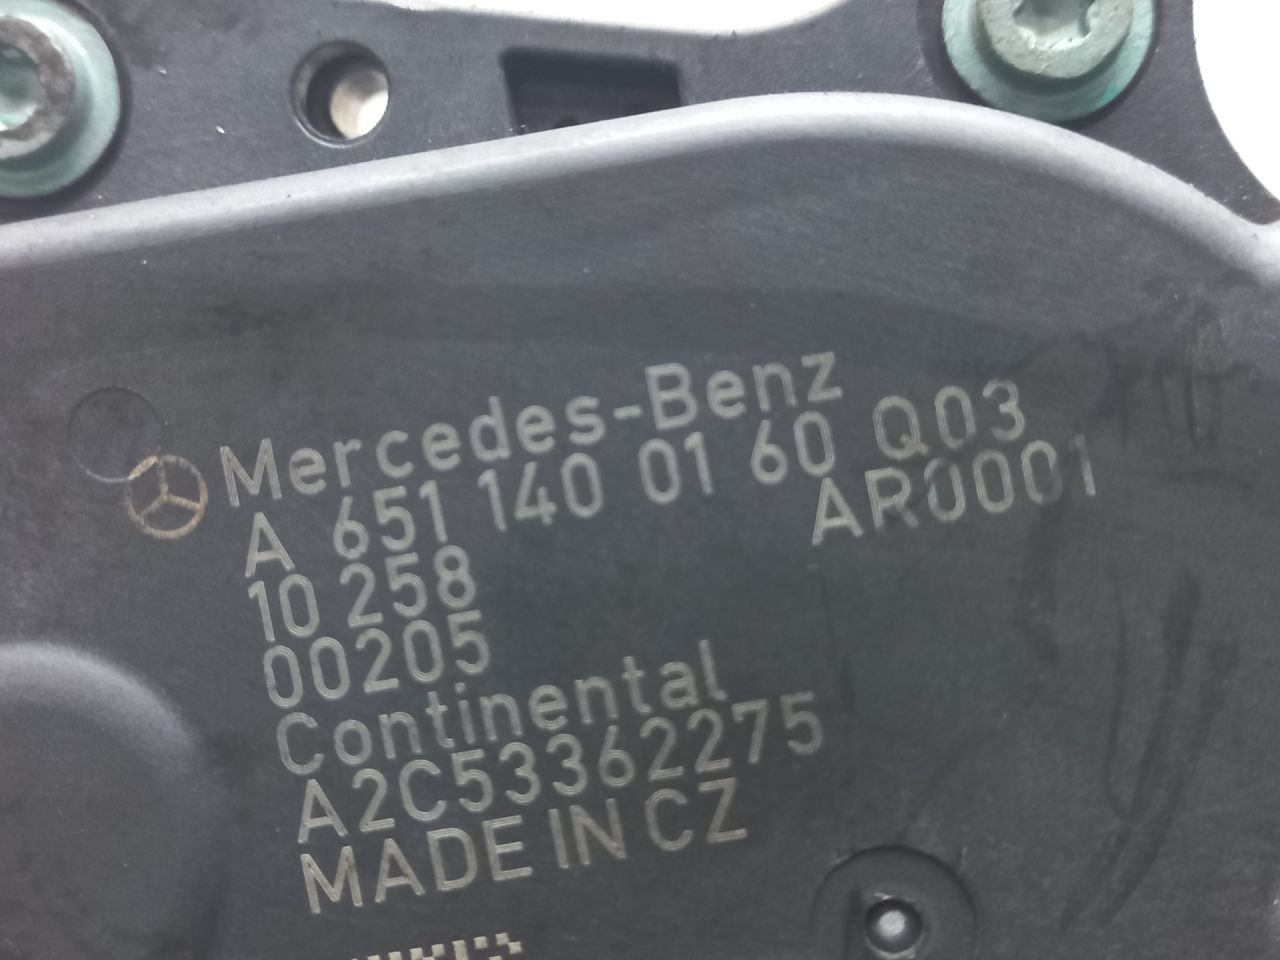 Mercedes-Benz
A 651 140 01 60 Q03
10 258 AR0001
00205
Continental
A2C53362275
MADE IN CZ